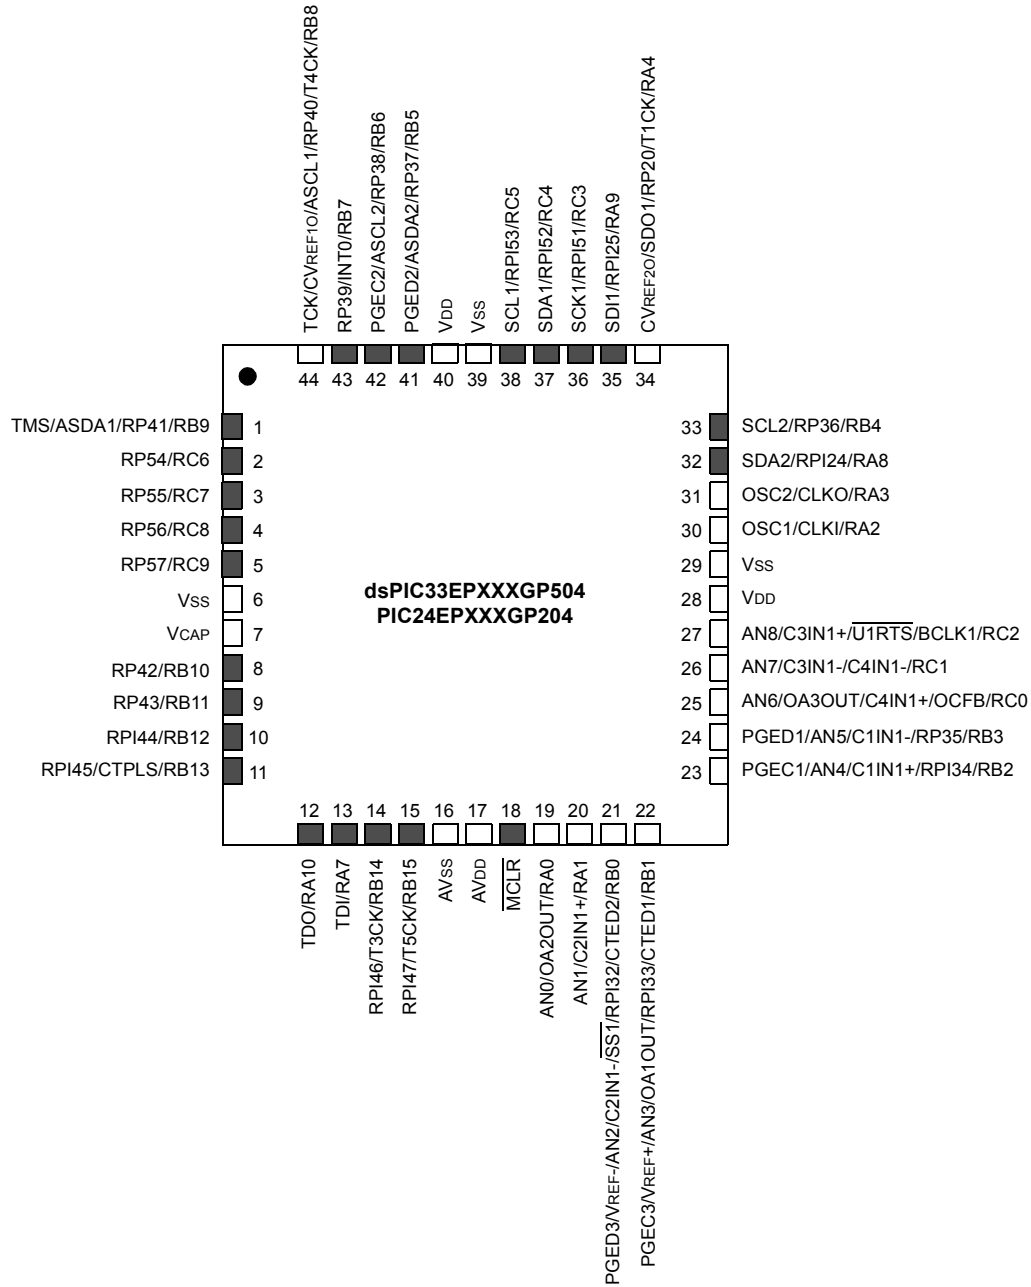 TCK/CVREF1O/ASCL1/RP40/T4CK/RB8
RP39/INT0/RB7
PGEC2/ASCL2/RP38/RB6
PGED2/ASDA2/RP37/RB5
VDD
VSS
SCL1/RPI53/RC5
SDA1/RPI52/RC4
SCK1/RPI51/RC3
SDI1/RPI25/RA9
CVREF2O/SDO1/RP20/T1CK/RA4
44 43 42 41 40 39 38 37 36 35 34
TMS/ASDA1/RP41/RB9 1
RP54/RC6 2
RP55/RC7 3
RP56/RC8 4
RP57/RC9 5
VSS 6
VCAP 7
RP42/RB10 8
RP43/RB11 9
RPI44/RB12 10
RPI45/CTPLS/RB13 11
dsPIC33EPXXXGP504
PIC24EPXXXGP204
33 SCL2/RP36/RB4
32 SDA2/RPI24/RA8
31 OSC2/CLKO/RA3
30 OSC1/CLKI/RA2
29 VSS
28 VDD
27 AN8/C3IN1+/U1RTS/BCLK1/RC2
26 AN7/C3IN1-/C4IN1-/RC1
25 AN6/OA3OUT/C4IN1+/OCFB/RC0
24 PGED1/AN5/C1IN1-/RP35/RB3
23 PGEC1/AN4/C1IN1+/RPI34/RB2
12 13 14 15 16 17 18 19 20 21 22
TDO/RA10
TDI/RA7
RPI46/T3CK/RB14
RPI47/T5CK/RB15
AVSS
AVDD
MCLR
AN0/OA2OUT/RA0
AN1/C2IN1+/RA1
PGED3/VREF-/AN2/C2IN1-/SS1/RPI32/CTED2/RB0
PGEC3/VREF+/AN3/OA1OUT/RPI33/CTED1/RB1